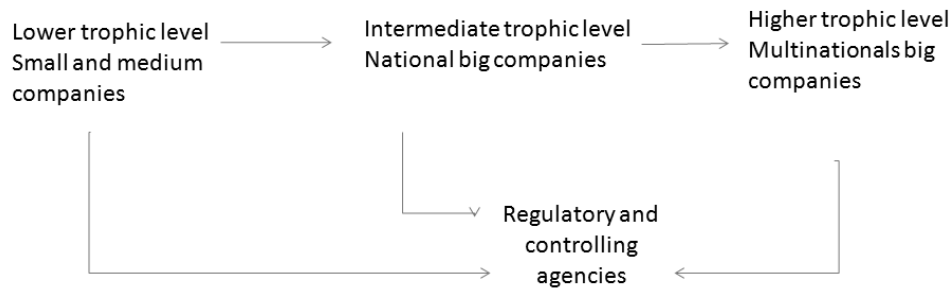 Lower trophic level
Small and medium
companies
Intermediate trophic level
National big companies
Higher trophic level
Multinationals big
companies
Regulatory and
controlling
agencies